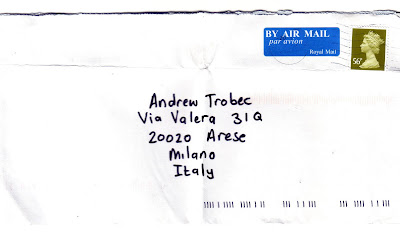 BY AIR MAIL
par avion
Royal Mail
56P
Andrew Trobec
Via Valera 31Q
20020 Arese
Milano
Italy